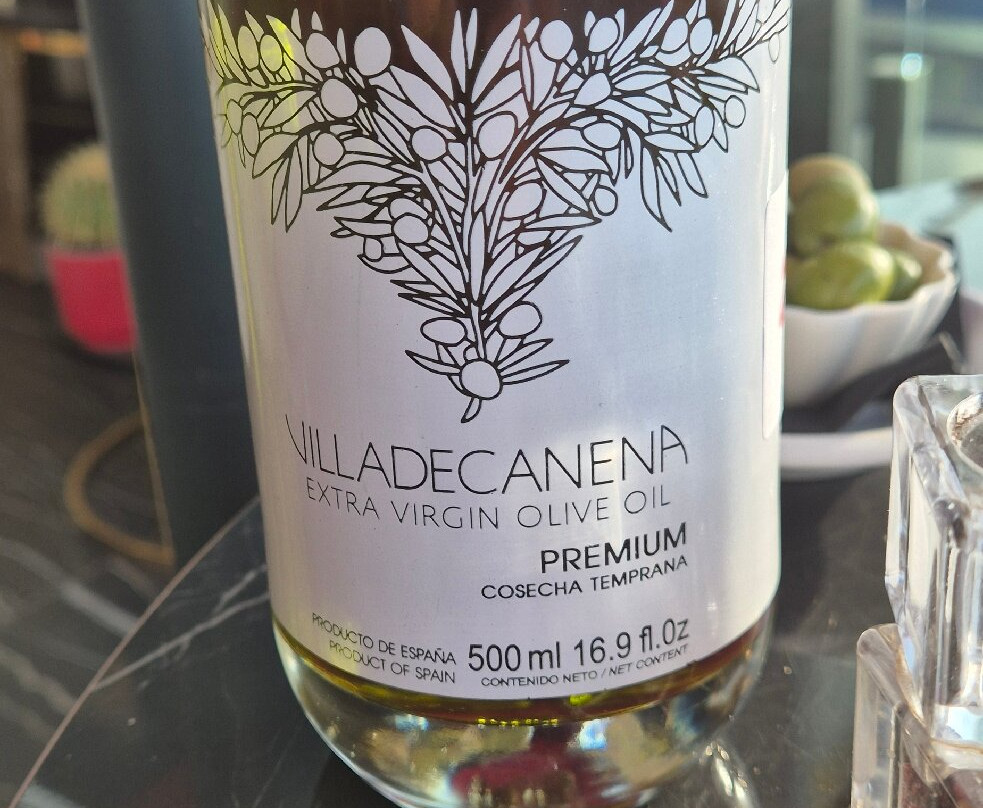 VILLADECANENA
EXTRA VIRGIN OLIVE OIL
PREMIUM
COSECHA TEMPRANA
PRODUCTO DE ESPAÑA
PRODUCT OF SPAIN
500 ml 16.9 fl.Oz
CONTENIDO NETO / NET CONTENT